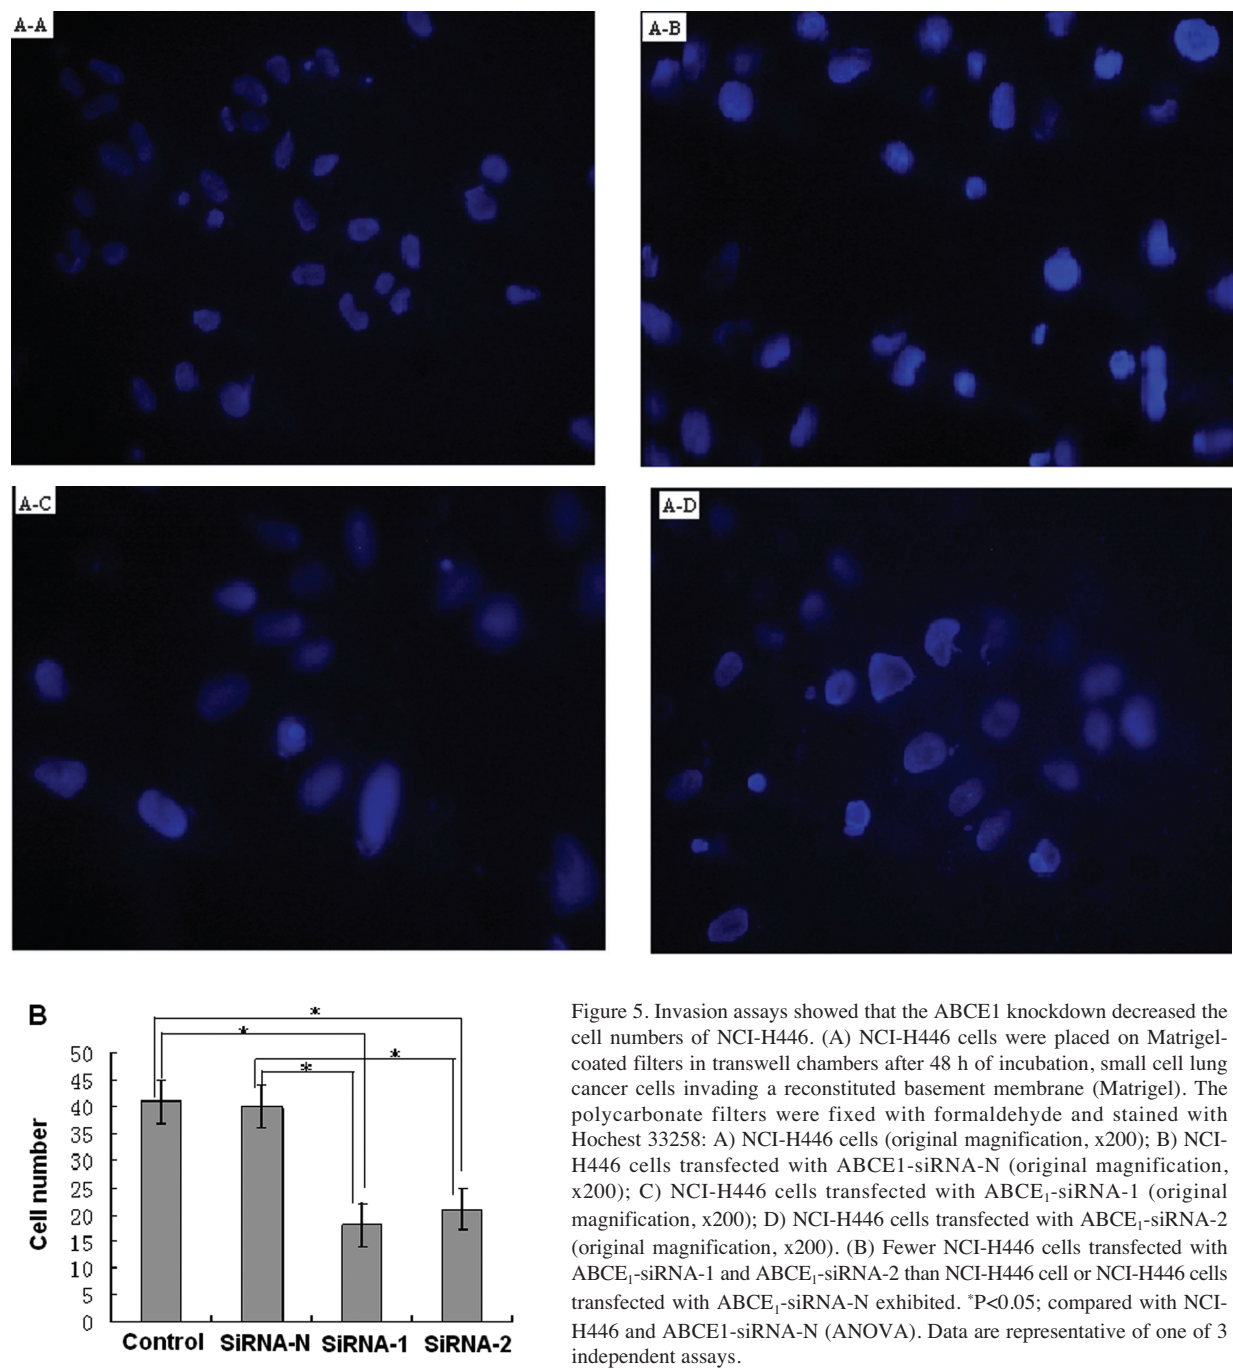 A-A
A-B
A-C
A-D
B
*
*
*
*
50
45
40
35
30
25
20
15
10
5
0
Cell number
Control SiRNA-N SiRNA-1 SiRNA-2
Figure 5. Invasion assays showed that the ABCE1 knockdown decreased the
cell numbers of NCI-H446. (A) NCI-H446 cells were placed on Matrigel-
coated filters in transwell chambers after 48 h of incubation, small cell lung
cancer cells invading a reconstituted basement membrane (Matrigel). The
polycarbonate filters were fixed with formaldehyde and stained with
Hochest 33258: A) NCI-H446 cells (original magnification, x200); B) NCI-
H446 cells transfected with ABCE1-siRNA-N (original magnification,
x200); C) NCI-H446 cells transfected with ABCE₁-siRNA-1 (original
magnification, x200); D) NCI-H446 cells transfected with ABCE₁-siRNA-2
(original magnification, x200). (B) Fewer NCI-H446 cells transfected with
ABCE₁-siRNA-1 and ABCE₁-siRNA-2 than NCI-H446 cell or NCI-H446 cells
transfected with ABCE₁-siRNA-N exhibited. *P<0.05; compared with NCI-
H446 and ABCE1-siRNA-N (ANOVA). Data are representative of one of 3
independent assays.